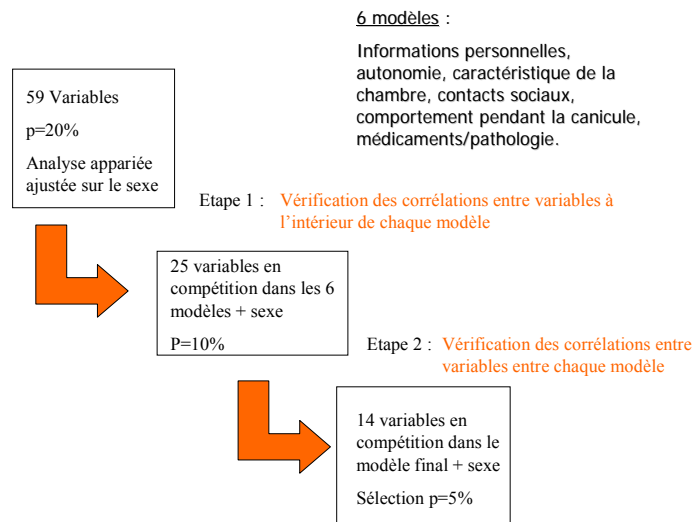 6 modèles :
Informations personnelles,
autonomie, caractéristique de la
chambre, contacts sociaux,
comportement pendant la canicule,
médicaments/pathologie.
59 Variables
p=20%
Analyse appariée
ajustée sur le sexe
Etape 1 : Vérification des corrélations entre variables à
l’intérieur de chaque modèle
25 variables en
compétition dans les 6
modèles + sexe
P=10%
Etape 2 : Vérification des corrélations entre
variables entre chaque modèle
14 variables en
compétition dans le
modèle final + sexe
Sélection p=5%